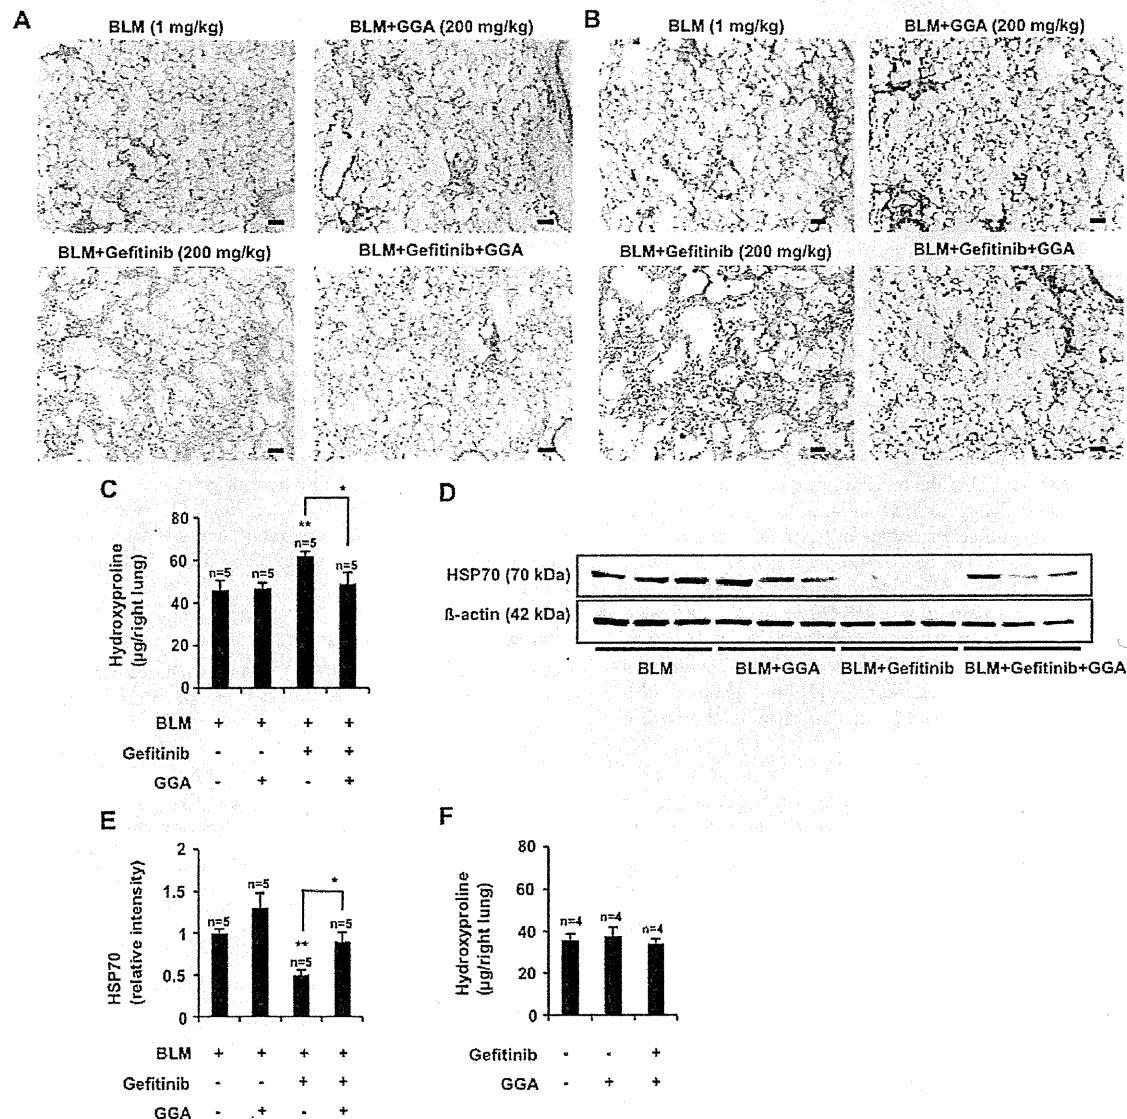 A
BLM (1 mg/kg)
BLM+GGA (200 mg/kg)
BLM+Gefitinib (200 mg/kg)
BLM+Gefitinib+GGA
B
BLM (1 mg/kg)
BLM+GGA (200 mg/kg)
BLM+Gefitinib (200 mg/kg)
BLM+Gefitinib+GGA
C
Hydroxyproline
(µg/right lung)
80
60
40
20
0
n=5
n=5
**
n=5
*
n=5
BLM + + + +
Gefitinib - - + +
GGA - + - +
D
HSP70 (70 kDa)
ß-actin (42 kDa)
BLM
BLM+GGA
BLM+Gefitinib
BLM+Gefitinib+GGA
E
HSP70
(relative intensity)
2
1.5
1
0.5
0
n=5
n=5
**
n=5
*
n=5
BLM + + + +
Gefitinib - - + +
GGA - + - +
F
Hydroxyproline
(µg/right lung)
80
60
40
20
0
n=4
n=4
n=4
Gefitinib - - +
GGA - + +